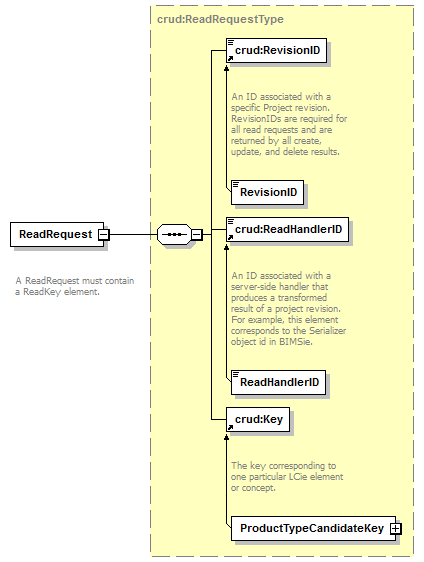 crud:ReadRequestType
crud:RevisionID
An ID associated with a
specific Project revision.
RevisionIDs are required for
all read requests and are
returned by all create,
update, and delete results.
RevisionID
ReadRequest
A ReadRequest must contain
a ReadKey element.
crud:ReadHandlerID
An ID associated with a
server-side handler that
produces a transformed
result of a project revision.
For example, this element
corresponds to the Serializer
object id in BIMSie.
ReadHandlerID
crud:Key
The key corresponding to
one particular LCie element
or concept.
ProductTypeCandidateKey